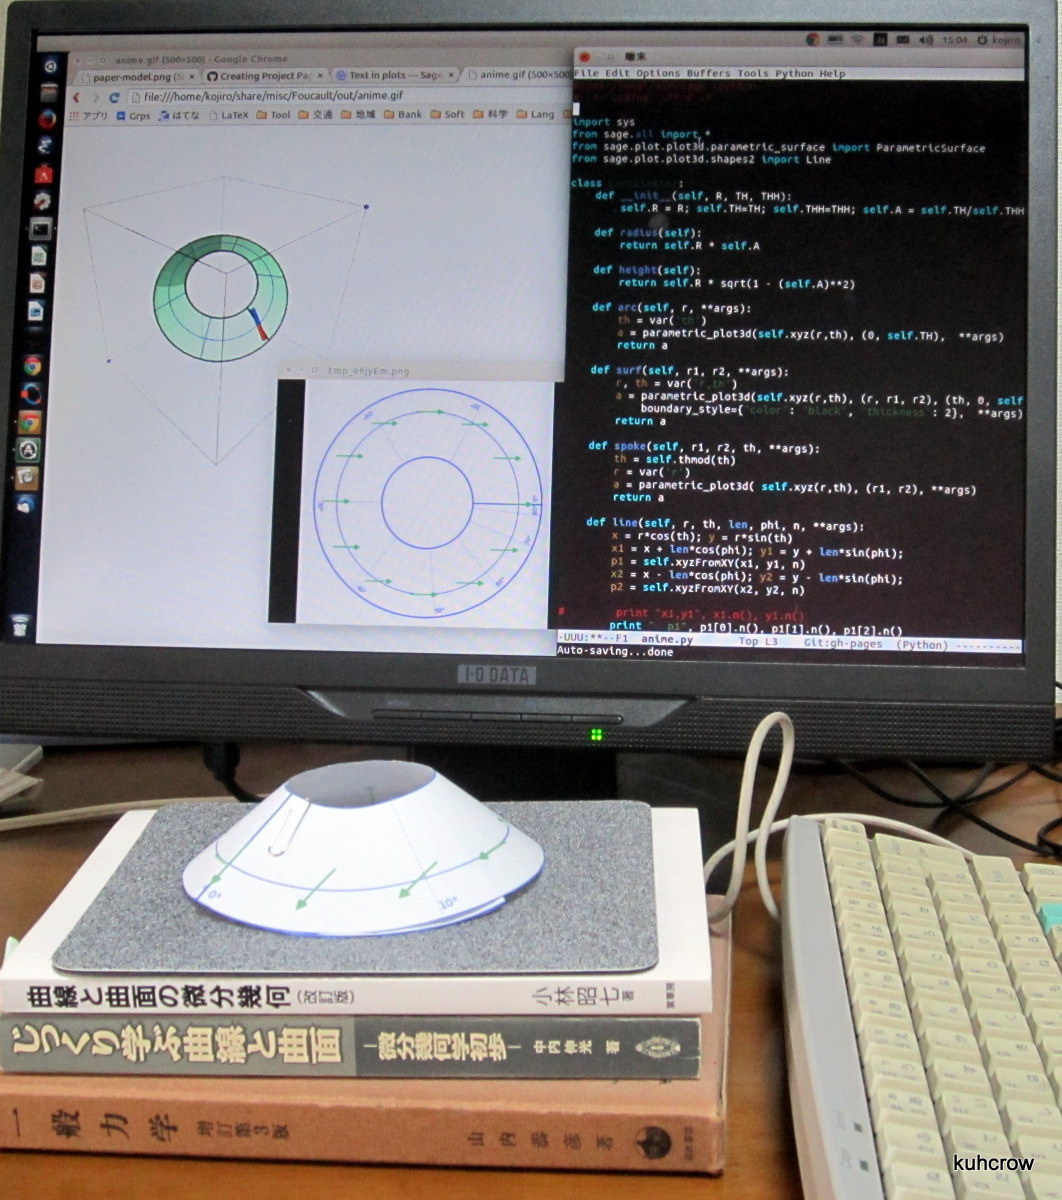 anime.gif (500×500) - Google Chrome
paper-model.png (5
Creating Project Pa
Text in plots — Sage
anime.gif (500×500)
file:///home/kojiro/share/misc/Foucault/out/anime.gif
アプリ Grps はてな LaTeX Tool 交通 地域 Bank Soft 科学 Lang
15:04 kojiro
端末
File Edit Options Buffers Tools Python Help
import sys
from sage.all import *
from sage.plot.plot3d.parametric_surface import ParametricSurface
from sage.plot.plot3d.shapes2 import Line
class
def __init__(self, R, TH, THH):
self.R = R; self.TH=TH; self.THH=THH; self.A = self.TH/self.THH
def radius(self):
return self.R * self.A
def height(self):
return self.R * sqrt(1 - (self.A)**2)
def arc(self, r, **args):
th = var('th')
a = parametric_plot3d(self.xyz(r,th), (0, self.TH), **args)
return a
def surf(self, r1, r2, **args):
r, th = var('r,th')
a = parametric_plot3d(self.xyz(r,th), (r, r1, r2), (th, 0, self
boundary_style={"color": "black", "thickness": 2}, **args)
return a
def spoke(self, r1, r2, th, **args):
th = self.thmod(th)
r = var('r')
a = parametric_plot3d( self.xyz(r,th), (r1, r2), **args)
return a
def line(self, r, th, len, phi, n, **args):
x = r*cos(th); y = r*sin(th)
x1 = x + len*cos(phi); y1 = y + len*sin(phi);
p1 = self.xyzFromXY(x1, y1, n)
x2 = x - len*cos(phi); y2 = y - len*sin(phi);
p2 = self.xyzFromXY(x2, y2, n)
# print "x1,y1", x1.n(), y1.n()
print " p1", p1[0].n(), p1[1].n(), p1[2].n()
-UUU:**--F1 anime.py Top L3 Git:gh-pages (Python) ----------
Auto-saving...done
tmp_e6jyEm.png
I-O DATA
0°
10°
曲線と曲面の微分幾何 (改訂版) 小林昭七 著 裳華房
じっくり学ぶ曲線と曲面 —微分幾何学初歩— 中内伸光 著
一般力学 増訂第3版 山内恭彦著
kuhcrow